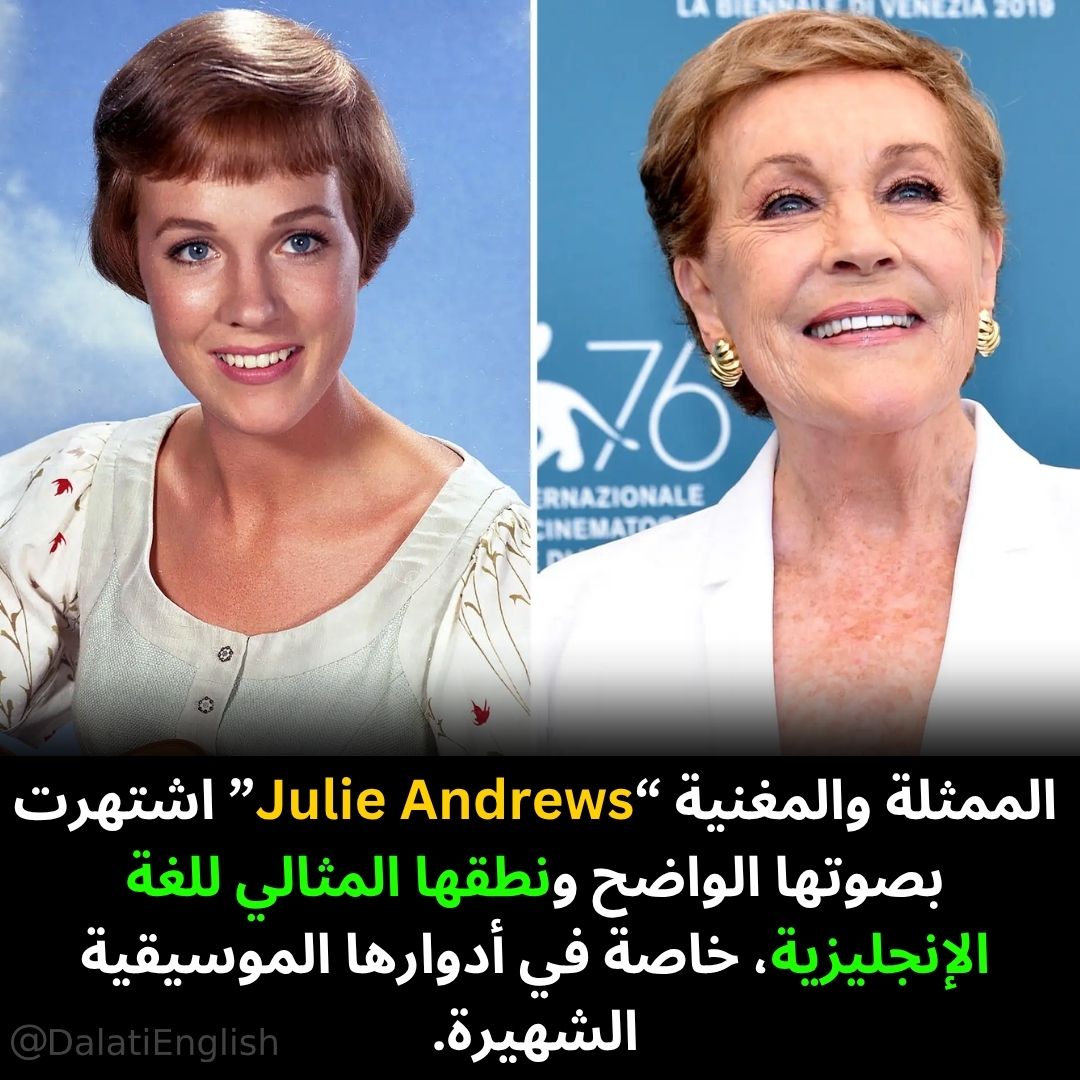 LA BIENNALE DI VENEZIA 2019
76
ERNAZIONALE
CINEMATO
الممثلة والمغنية “Julie Andrews” اشتهرت
بصوتها الواضح ونطقها المثالي للغة
الإنجليزية، خاصة في أدوارها الموسيقية
الشهيرة.
@DalatiEnglish